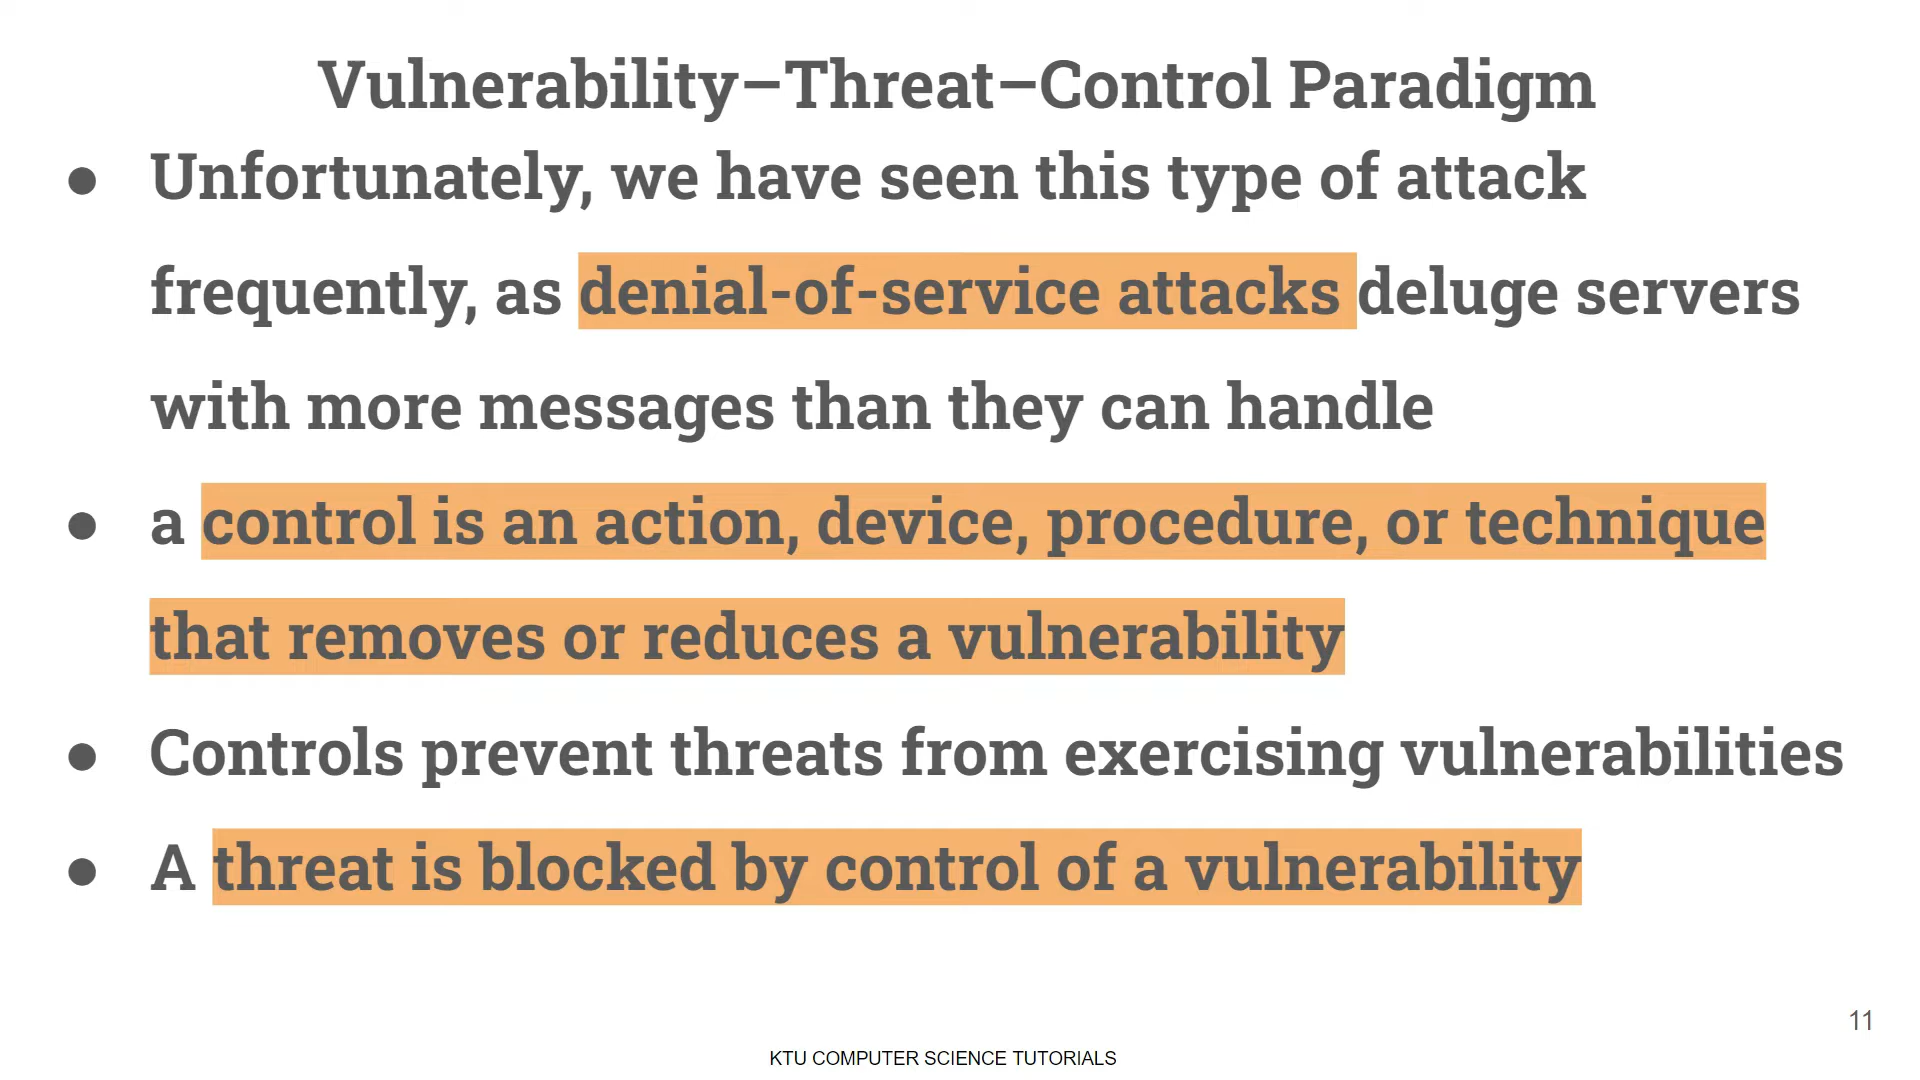 Vulnerability–Threat–Control Paradigm
● Unfortunately, we have seen this type of attack
frequently, as denial-of-service attacks deluge servers
with more messages than they can handle
● a control is an action, device, procedure, or technique
that removes or reduces a vulnerability
● Controls prevent threats from exercising vulnerabilities
● A threat is blocked by control of a vulnerability
11
KTU COMPUTER SCIENCE TUTORIALS